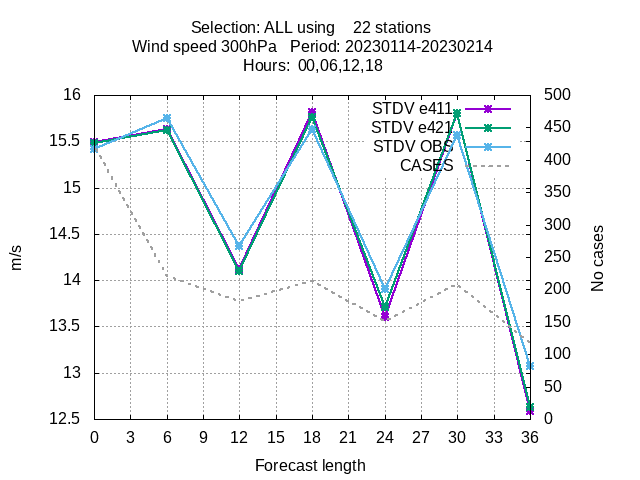 Selection: ALL using    22 stations
Wind speed 300hPa   Period: 20230114-20230214
Hours: 00,06,12,18
16
15.5
15
14.5
14
13.5
13
12.5
m/s
500
450
400
350
300
250
200
150
100
50
0
No cases
STDV e411
STDV e421
STDV OBS
CASES
0 3 6 9 12 15 18 21 24 27 30 33 36
Forecast length